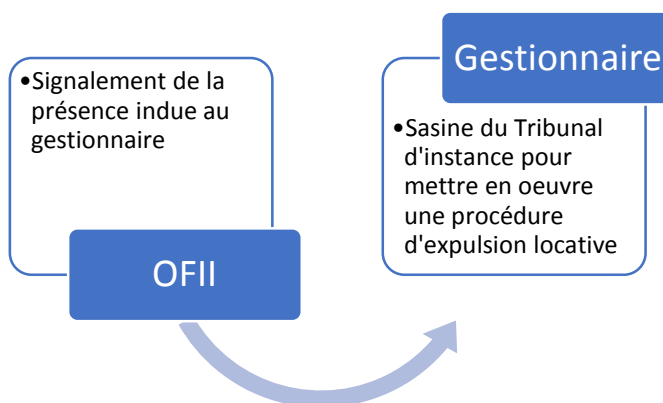 •Signalement de la
présence indue au
gestionnaire
OFII
Gestionnaire
•Sasine du Tribunal
d'instance pour
mettre en oeuvre
une procédure
d'expulsion locative